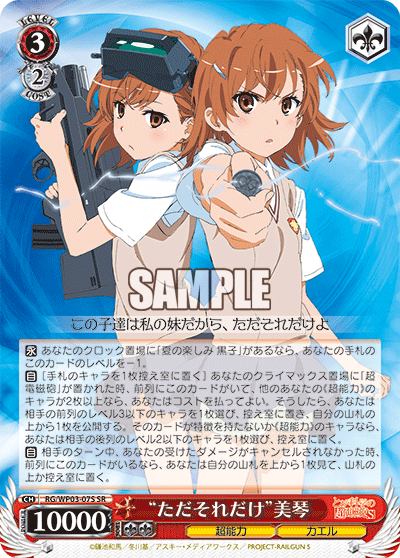 LEVEL
3
2
COST
SAMPLE
この子達は私の妹だから、ただそれだけよ
永 あなたのクロック置場に「夏の楽しみ 黒子」があるなら、あなたの手札の
このカードのレベルを－1。
自 [手札のキャラを1枚控え室に置く] あなたのクライマックス置場に「超
電磁砲」が置かれた時、前列にこのカードがいて、他のあなたの《超能力》の
キャラが2枚以上なら、あなたはコストを払ってよい。そうしたら、あなたは
相手の前列のレベル3以下のキャラを1枚選び、控え室に置き、自分の山札
の上から1枚を公開する。そのカードが特徴を持たないか《超能力》のキャラな
ら、あなたは相手の後列のレベル2以下のキャラを1枚選び、控え室に置く。
自 相手のターン中、あなたの受けたダメージがキャンセルされなかった時、
前列にこのカードがいるなら、あなたは自分の山札を上から1枚見て、山札の
上か控え室に置く。
CH
RG/WP03-07S SR
10000
“ただそれだけ”美琴
とある科学の超電磁砲S
超能力
カエル
©鎌池和馬／冬川基／アスキー・メディアワークス／PROJECT-RAILGUN S